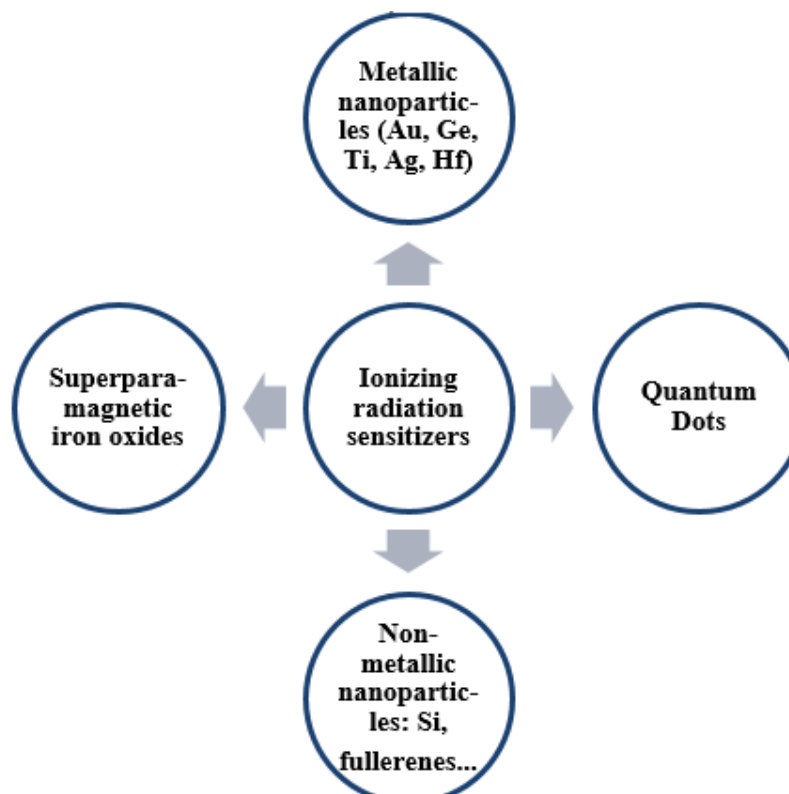 Metallic
nanopartic-
les (Au, Ge,
Ti, Ag, Hf)
Superpara-
magnetic
iron oxides
Ionizing
radiation
sensitizers
Quantum
Dots
Non-
metallic
nanopartic-
les: Si,
fullerenes...